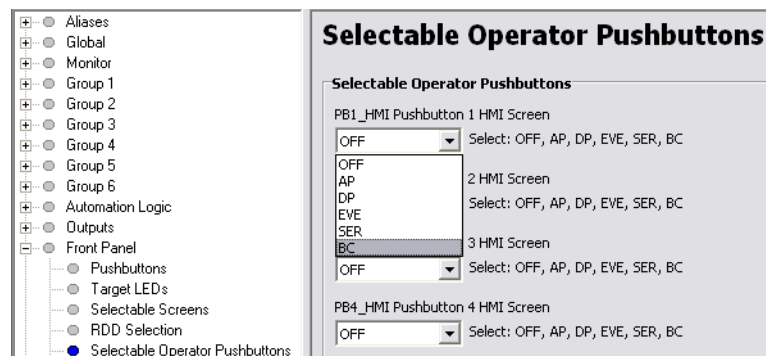 Aliases
Global
Monitor
Group 1
Group 2
Group 3
Group 4
Group 5
Group 6
Automation Logic
Outputs
Front Panel
Pushbuttons
Target LEDs
Selectable Screens
RDD Selection
Selectable Operator Pushbuttons
Selectable Operator Pushbuttons
Selectable Operator Pushbuttons
PB1_HMI Pushbutton 1 HMI Screen
OFF Select: OFF, AP, DP, EVE, SER, BC
OFF
AP
DP
EVE
SER
BC
2 HMI Screen
Select: OFF, AP, DP, EVE, SER, BC
3 HMI Screen
OFF Select: OFF, AP, DP, EVE, SER, BC
PB4_HMI Pushbutton 4 HMI Screen
OFF Select: OFF, AP, DP, EVE, SER, BC